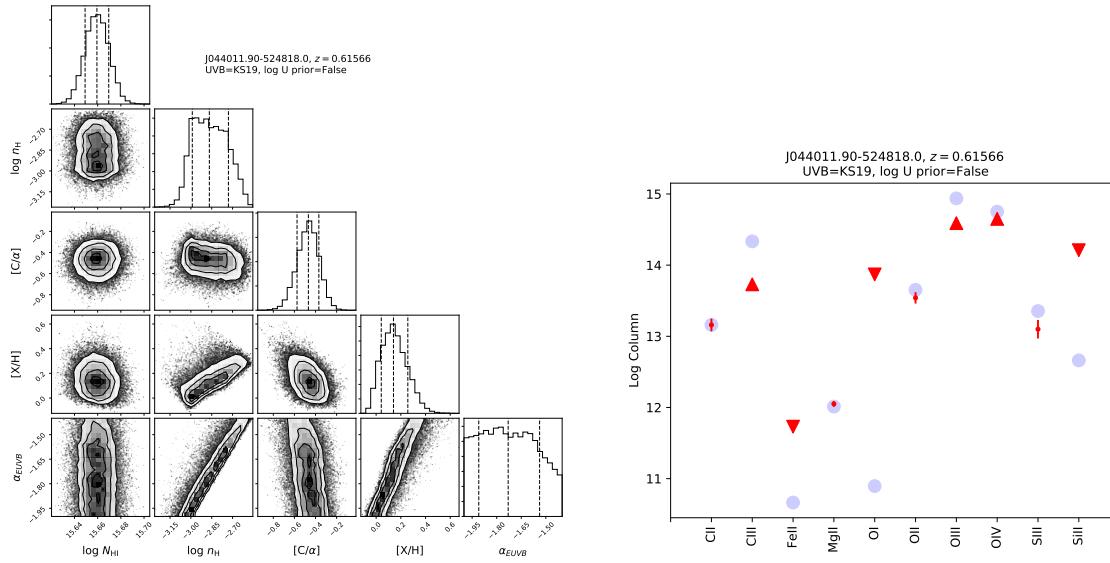 J044011.90-524818.0, z = 0.61566
UVB=KS19, log U prior=False
log n_H
−2.70
−2.85
−3.00
−3.15
[C/α]
−0.2
−0.4
−0.6
−0.8
[X/H]
0.6
0.4
0.2
0.0
α_EUVB
−1.50
−1.65
−1.80
−1.95
15.64
15.66
15.68
15.70
log N_HI
−3.15
−3.00
−2.85
−2.70
log n_H
−0.8
−0.6
−0.4
−0.2
[C/α]
0.0
0.2
0.4
0.6
[X/H]
−1.95
−1.80
−1.65
−1.50
α_EUVB
J044011.90-524818.0, z = 0.61566
UVB=KS19, log U prior=False
Log Column
15
14
13
12
11
CII
CIII
FeII
MgII
OI
OII
OIII
OIV
SIII
SiII